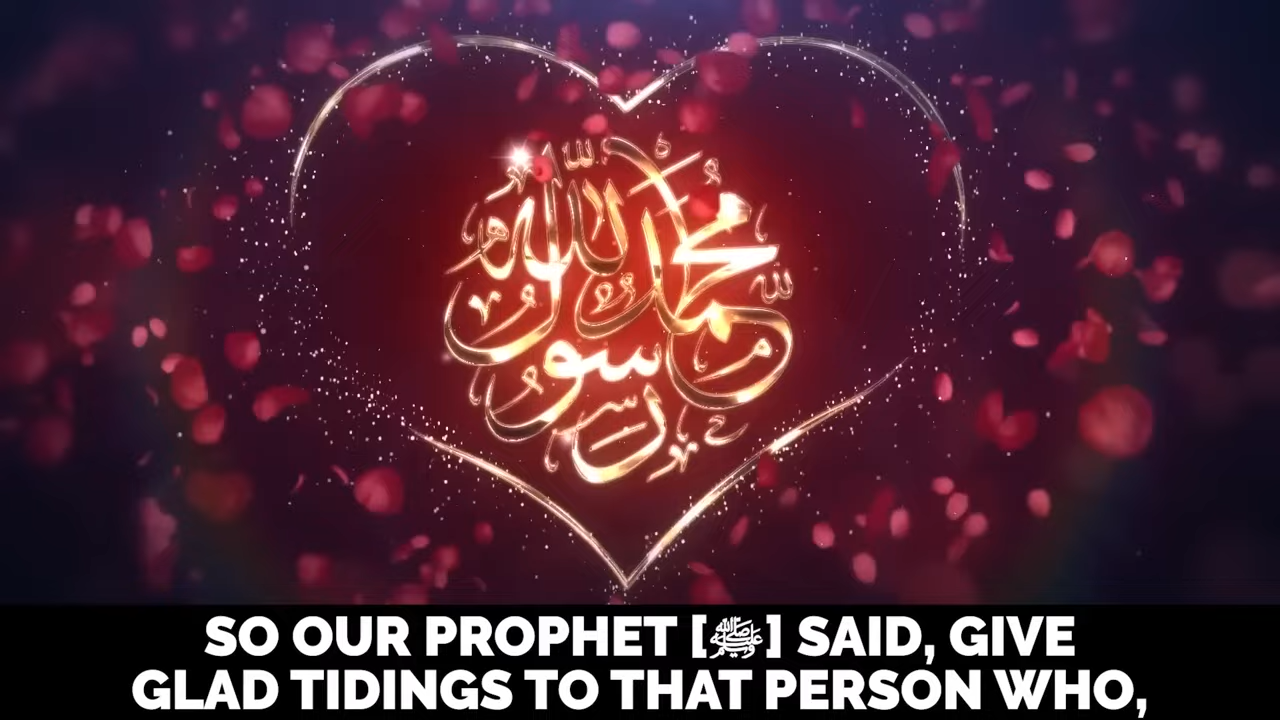 محمد رسول الله
SO OUR PROPHET [ﷺ] SAID, GIVE
GLAD TIDINGS TO THAT PERSON WHO,